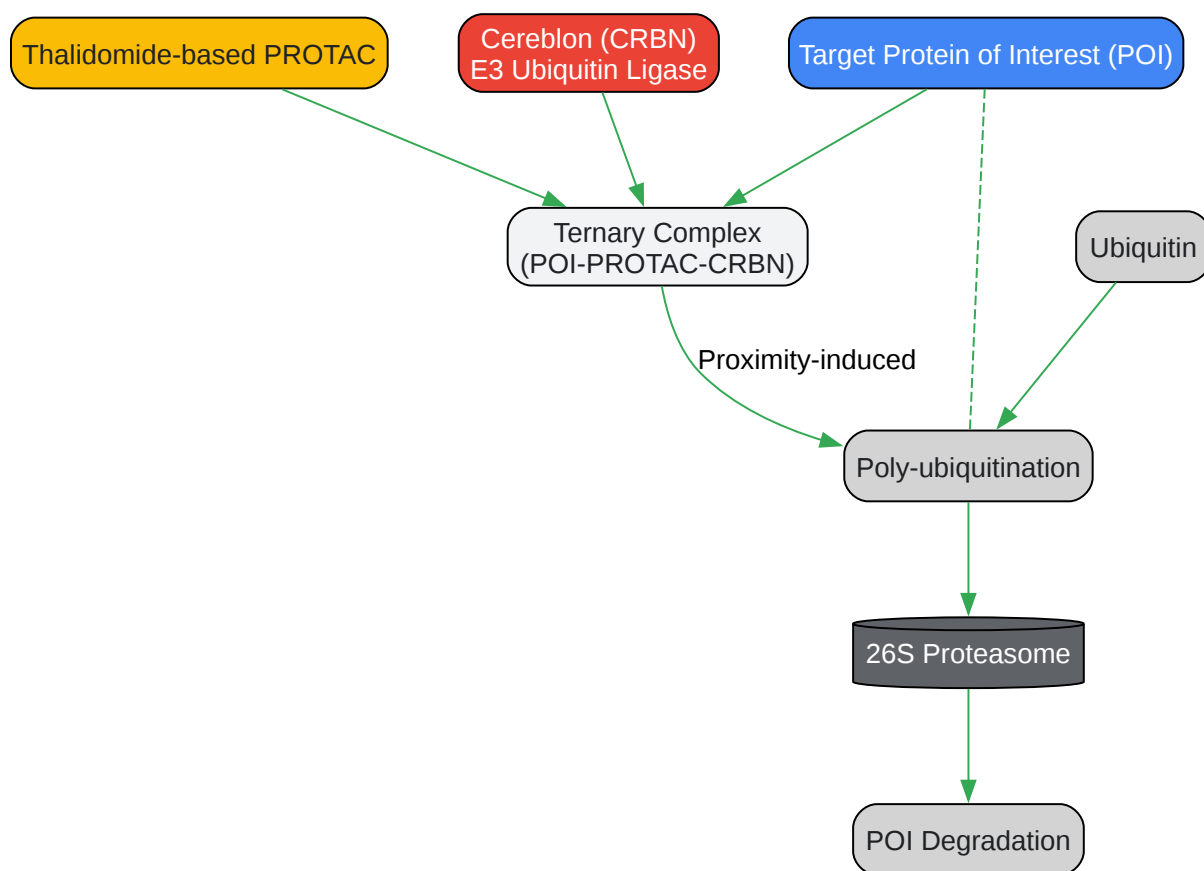 Thalidomide-based PROTAC
Cereblon (CRBN)
E3 Ubiquitin Ligase
Target Protein of Interest (POI)
Ternary Complex
(POI-PROTAC-CRBN)
Ubiquitin
Proximity-induced
Poly-ubiquitination
26S Proteasome
POI Degradation